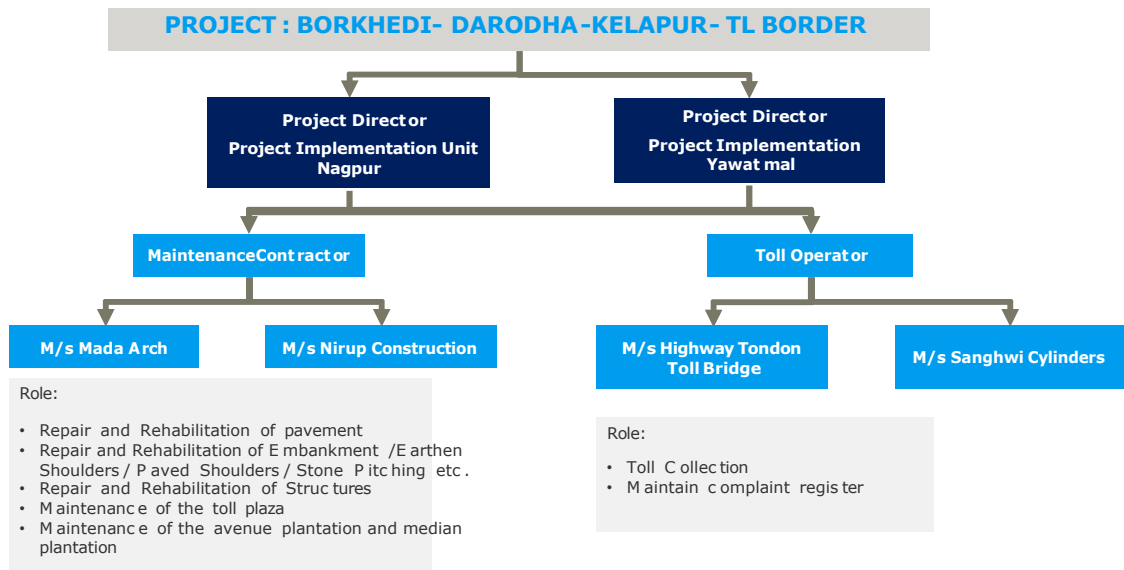 PROJECT : BORKHEDI- DARODHA-KELAPUR- TL BORDER
Project Director
Project Implementation Unit
Nagpur
Project Director
Project Implementation
Yawatmal
MaintenanceContractor
Toll Operator
M/s Mada Arch
M/s Nirup Construction
M/s Highway Tondon
Toll Bridge
M/s Sanghwi Cylinders
Role:
• Repair and Rehabilitation of pavement
• Repair and Rehabilitation of Embankment /Earthen
Shoulders / Paved Shoulders / Stone Pitching etc.
• Repair and Rehabilitation of Structures
• Maintenance of the toll plaza
• Maintenance of the avenue plantation and median
plantation
Role:
• Toll Collection
• Maintain complaint register